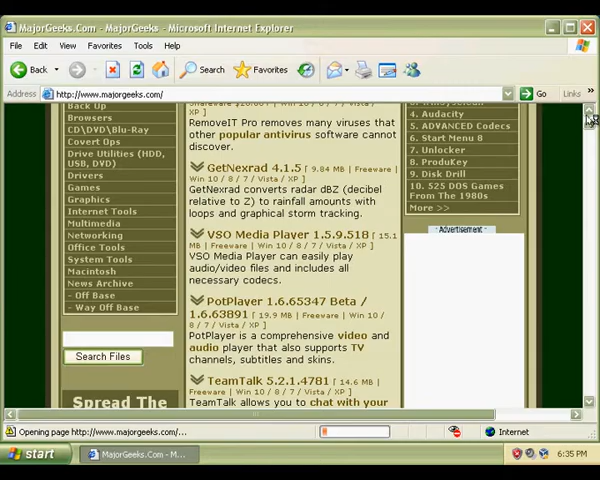 MajorGeeks.Com - MajorGeeks - Microsoft Internet Explorer
File Edit View Favorites Tools Help
Back Search Favorites
Address http://www.majorgeeks.com/ Go Links »
Back Up
Browsers
CD\DVD\Blu-Ray
Covert Ops
Drive Utilities (HDD,
USB, DVD)
Drivers
Games
Graphics
Internet Tools
Multimedia
Networking
Office Tools
System Tools
Macintosh
News Archive
- Off Base
- Way Off Base
Search Files
Spread The
XP ]
RemoveIT Pro removes many viruses that
other popular antivirus software cannot
discover.
GetNexrad 4.1.5 [ 9.84 MB | Freeware |
Win 10 / 8 / 7 / Vista / XP ]
GetNexrad converts radar dBZ (decibel
relative to Z) to rainfall amounts with
loops and graphical storm tracking.
VSO Media Player 1.5.9.518 [ 15.1
MB | Freeware | Win 10 / 8 / 7 / Vista / XP ]
VSO Media Player can easily play
audio/video files and includes all
necessary codecs.
PotPlayer 1.6.65347 Beta /
1.6.63891 [ 19.9 MB | Freeware | Win 10 /
8 / 7 / Vista / XP ]
PotPlayer is a comprehensive video and
audio player that also supports TV
channels, subtitles and skins.
TeamTalk 5.2.1.4781 [ 14.6 MB |
Freeware | Win 10 / 8 / 7 / Vista / XP ]
TeamTalk allows you to chat with your
4. Audacity
5. ADVANCED Codecs
6. Start Menu 8
7. Unlocker
8. ProduKey
9. Disk Drill
10. 525 DOS Games
From The 1980s
More >>
Advertisement
Opening page http://www.majorgeeks.com/... Internet
start MajorGeeks.Com - M... 6:35 PM